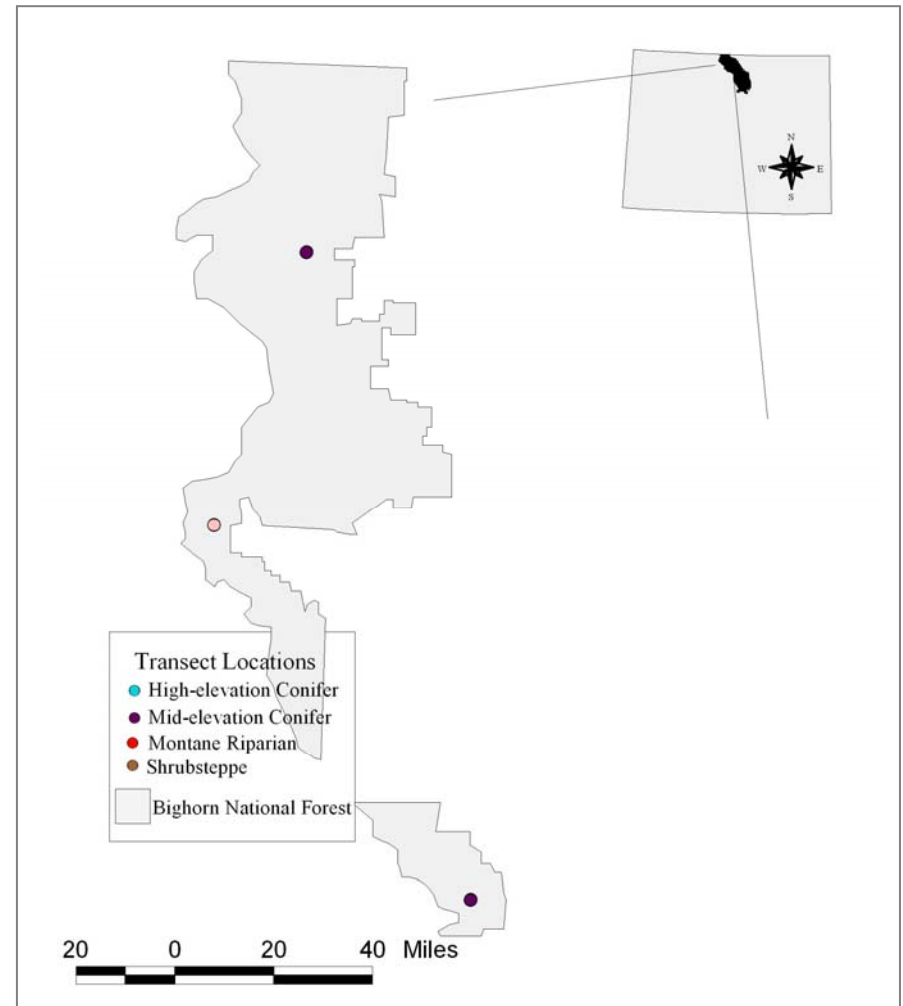 N
W E
S
Transect Locations
High-elevation Conifer
Mid-elevation Conifer
Montane Riparian
Shrubsteppe
Bighorn National Forest
20 0 20 40 Miles